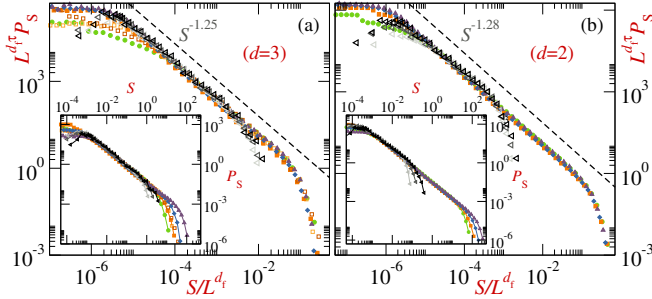 (a)
(b)
L^{d_f τ} P_S
S^{-1.25}
S^{-1.28}
L^{d_f τ} P_S
(d=3)
(d=2)
10^3
10^3
S
S
10^{-4} 10^{-2} 10^0 10^2
10^{-4} 10^{-2} 10^0 10^2
10^3
10^3
10^0
10^0
10^0
10^0
P_S
P_S
10^{-3}
10^{-3}
10^{-6}
10^{-6}
10^{-3}
10^{-3}
10^{-6} 10^{-4} 10^{-2}
10^{-6} 10^{-4} 10^{-2}
S/L^{d_f}
S/L^{d_f}